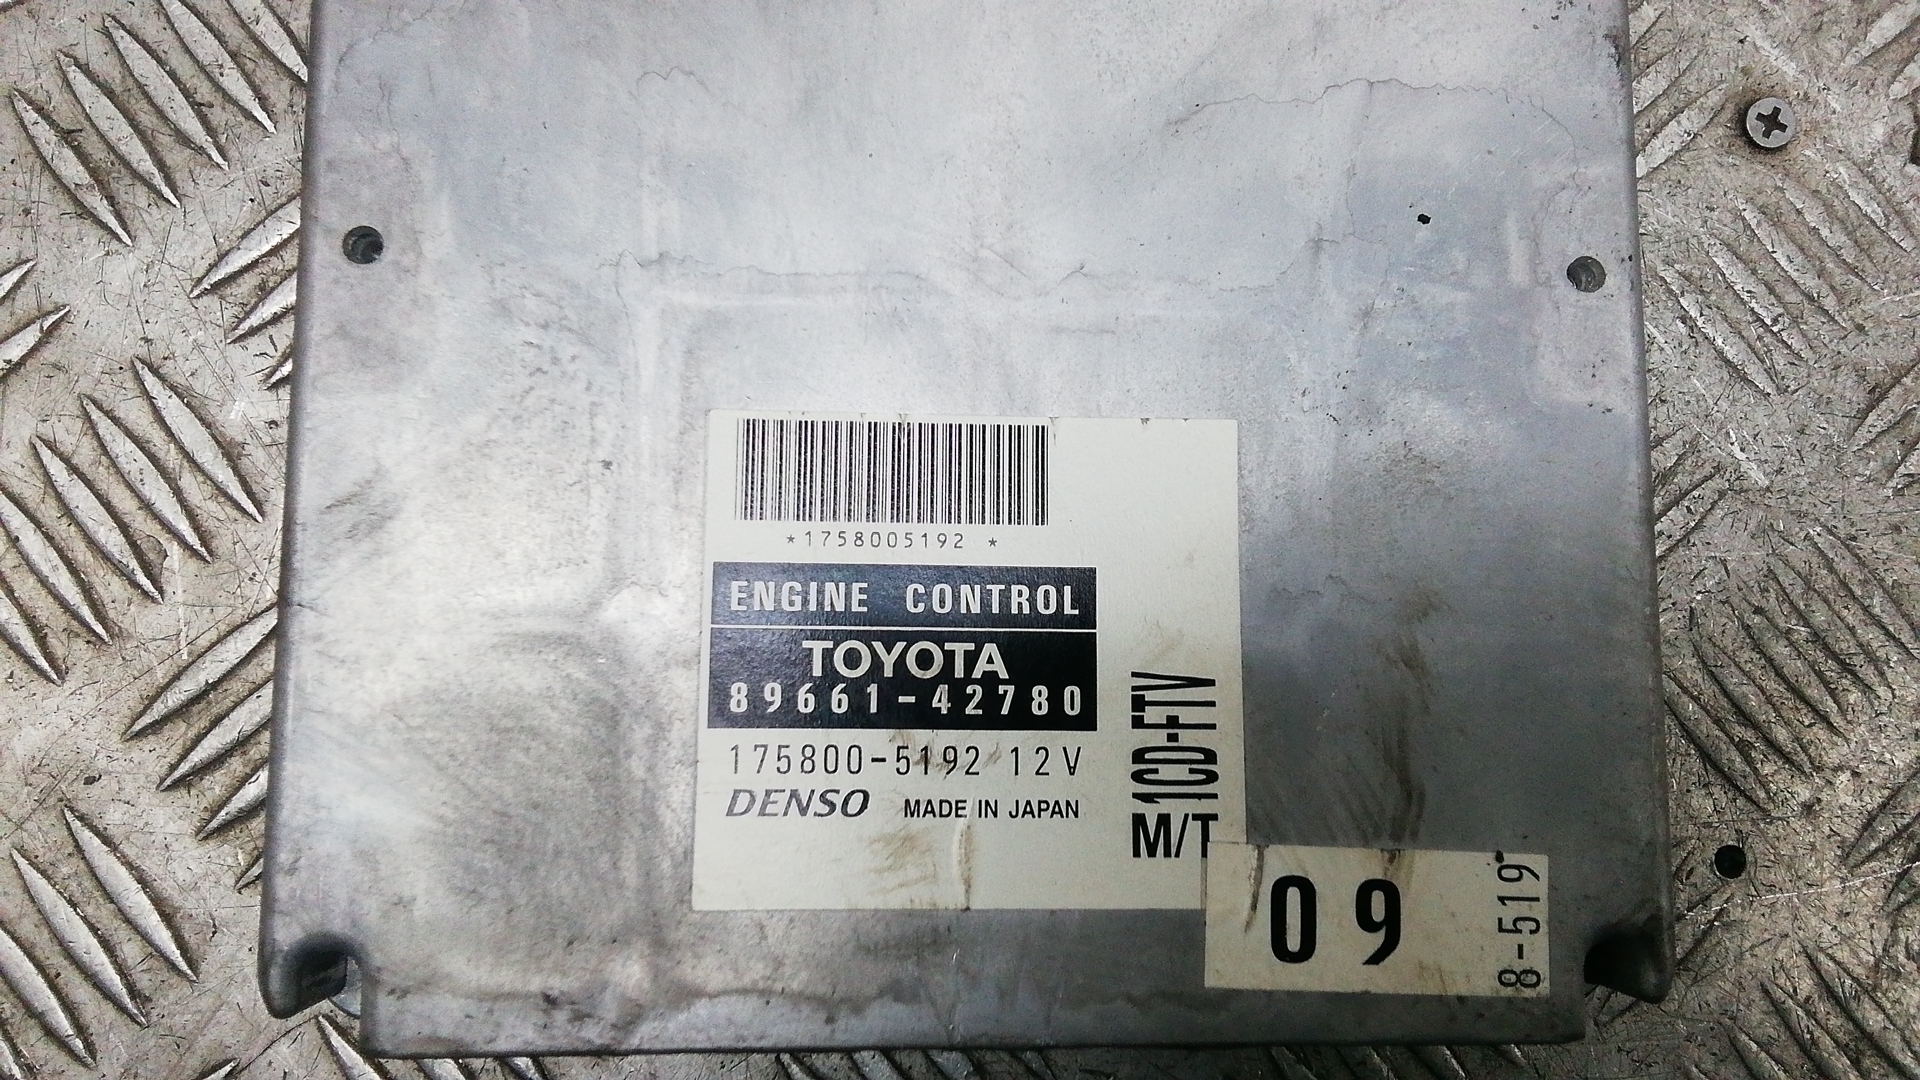 *1758005192 *
ENGINE CONTROL
TOYOTA
89661-42780
175800-5192 12V
DENSO MADE IN JAPAN
1CD-FTV
M/T
09
8-519